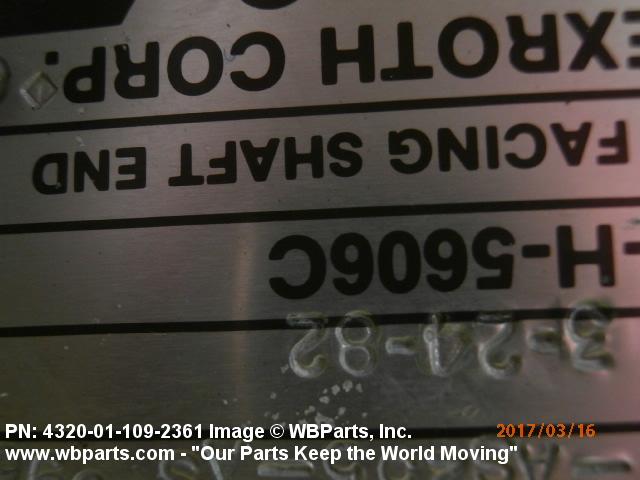 EXROTH CORP.
FACING SHAFT END
-H-5606C
3-24-82
PN: 4320-01-109-2361 Image © WBParts, Inc.
2017/03/16
www.wbparts.com - "Our Parts Keep the World Moving"